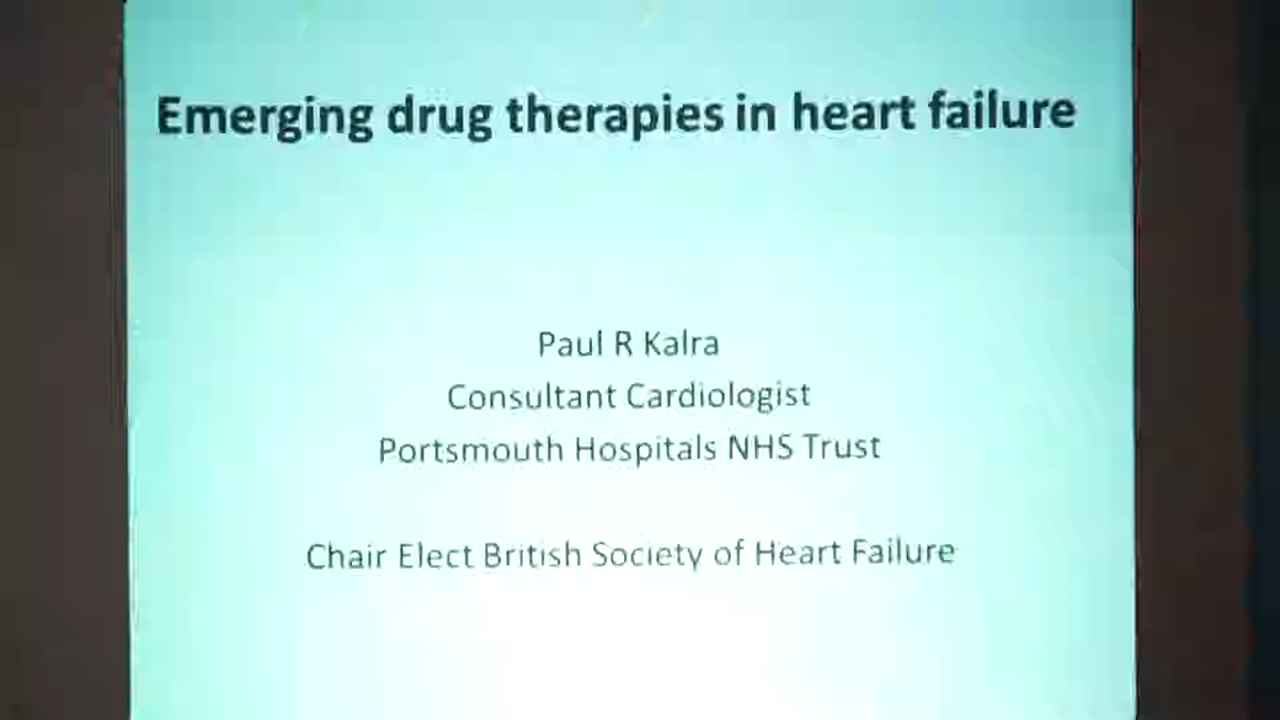 Emerging drug therapies in heart failure
Paul R Kalra
Consultant Cardiologist
Portsmouth Hospitals NHS Trust
Chair Elect British Society of Heart Failure